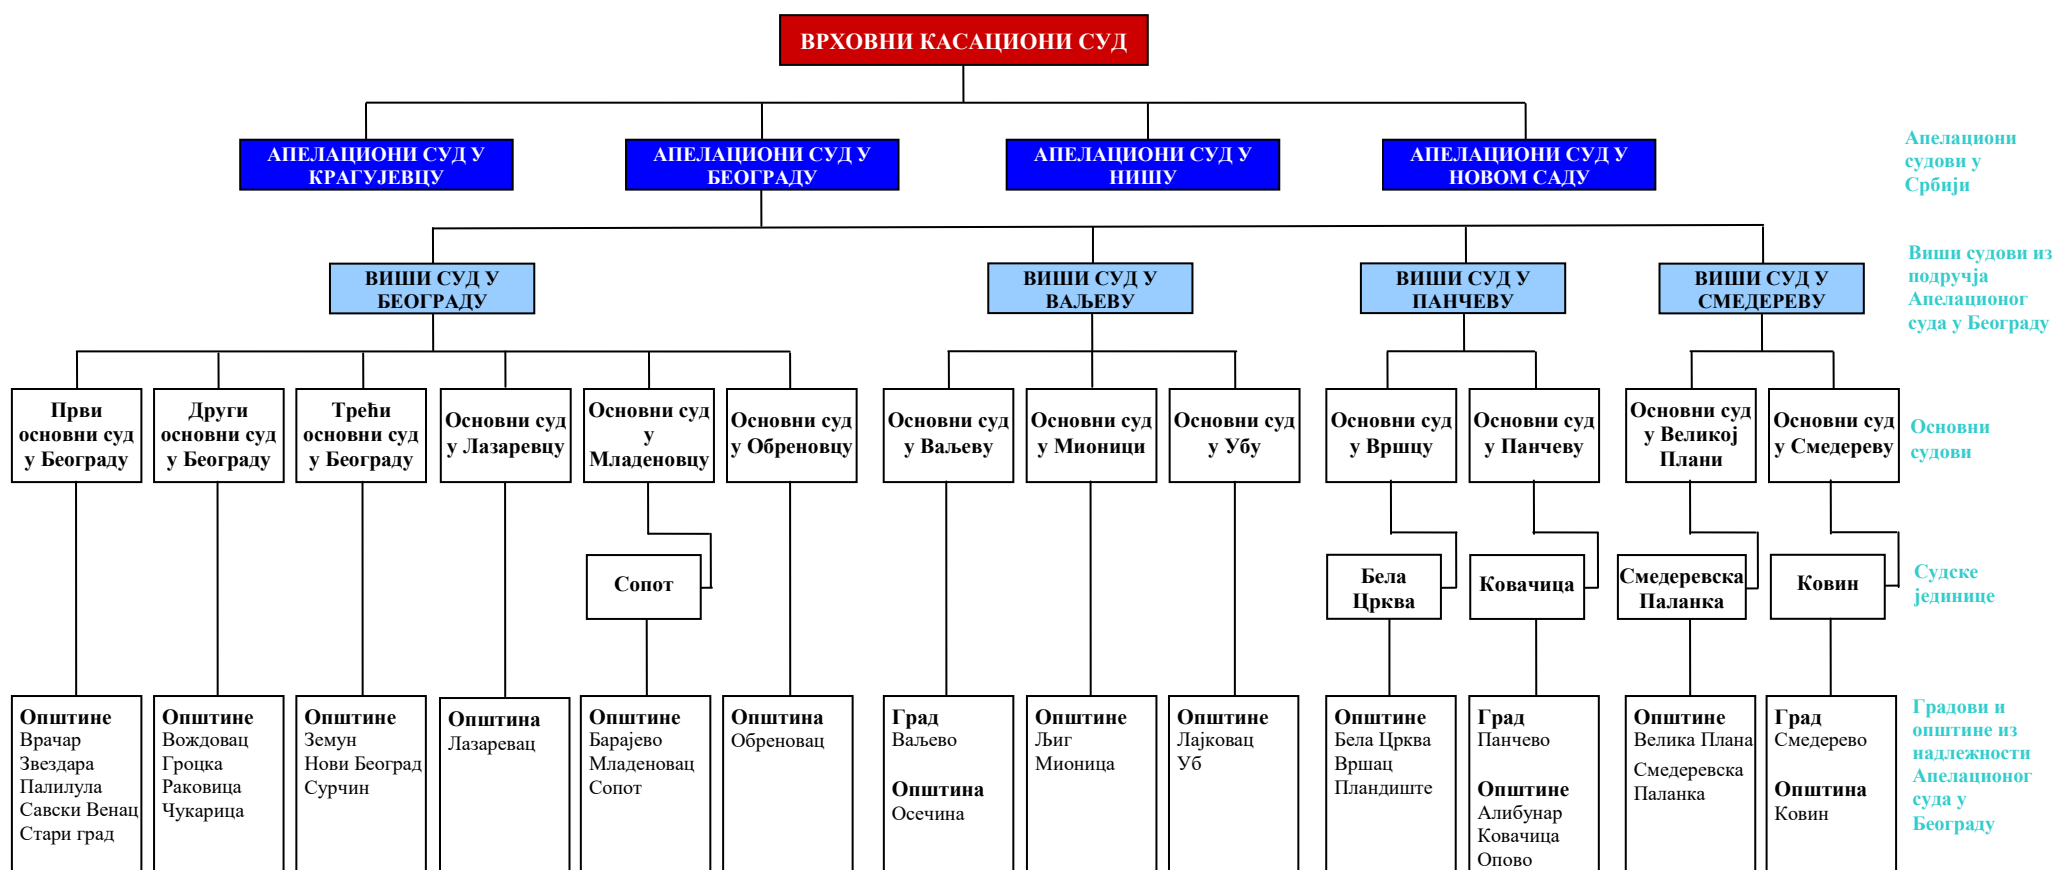 ВРХОВНИ КАСАЦИОНИ СУД
АПЕЛАЦИОНИ СУД У
КРАГУЈЕВЦУ
АПЕЛАЦИОНИ СУД У
БЕОГРАДУ
АПЕЛАЦИОНИ СУД У
НИШУ
АПЕЛАЦИОНИ СУД У
НОВОМ САДУ
Апелациони
судови у
Србији
ВИШИ СУД У
БЕОГРАДУ
ВИШИ СУД У
ВАЉЕВУ
ВИШИ СУД У
ПАНЧЕВУ
ВИШИ СУД У
СМЕДЕРЕВУ
Виши судови из
подручја
Апелационог
суда у Београду
Први
основни суд
у Београду
Други
основни суд
у Београду
Трећи
основни суд
у Београду
Основни суд
у Лазаревцу
Основни суд
у
Младеновцу
Основни суд
у Обреновцу
Основни суд
у Ваљеву
Основни суд
у Мионици
Основни суд
у Убу
Основни суд
у Вршцу
Основни суд
у Панчеву
Основни суд
у Великој
Плани
Основни суд
у Смедереву
Основни
судови
Сопот
Бела
Црква
Ковачица
Смедеревска
Паланка
Ковин
Судске
јединице
Општине
Врачар
Звездара
Палилула
Савски Венац
Стари град
Општине
Вождовац
Гроцка
Раковица
Чукарица
Општине
Земун
Нови Београд
Сурчин
Општина
Лазаревац
Општине
Барајево
Младеновац
Сопот
Општина
Обреновац
Град
Ваљево
Општина
Осечина
Општине
Љиг
Мионица
Општине
Лајковац
Уб
Општине
Бела Црква
Вршац
Пландиште
Град
Панчево
Општине
Алибунар
Ковачица
Опово
Општине
Велика Плана
Смедеревска
Паланка
Град
Смедерево
Општина
Ковин
Градови и
општине из
надлежности
Апелационог
суда у
Београду